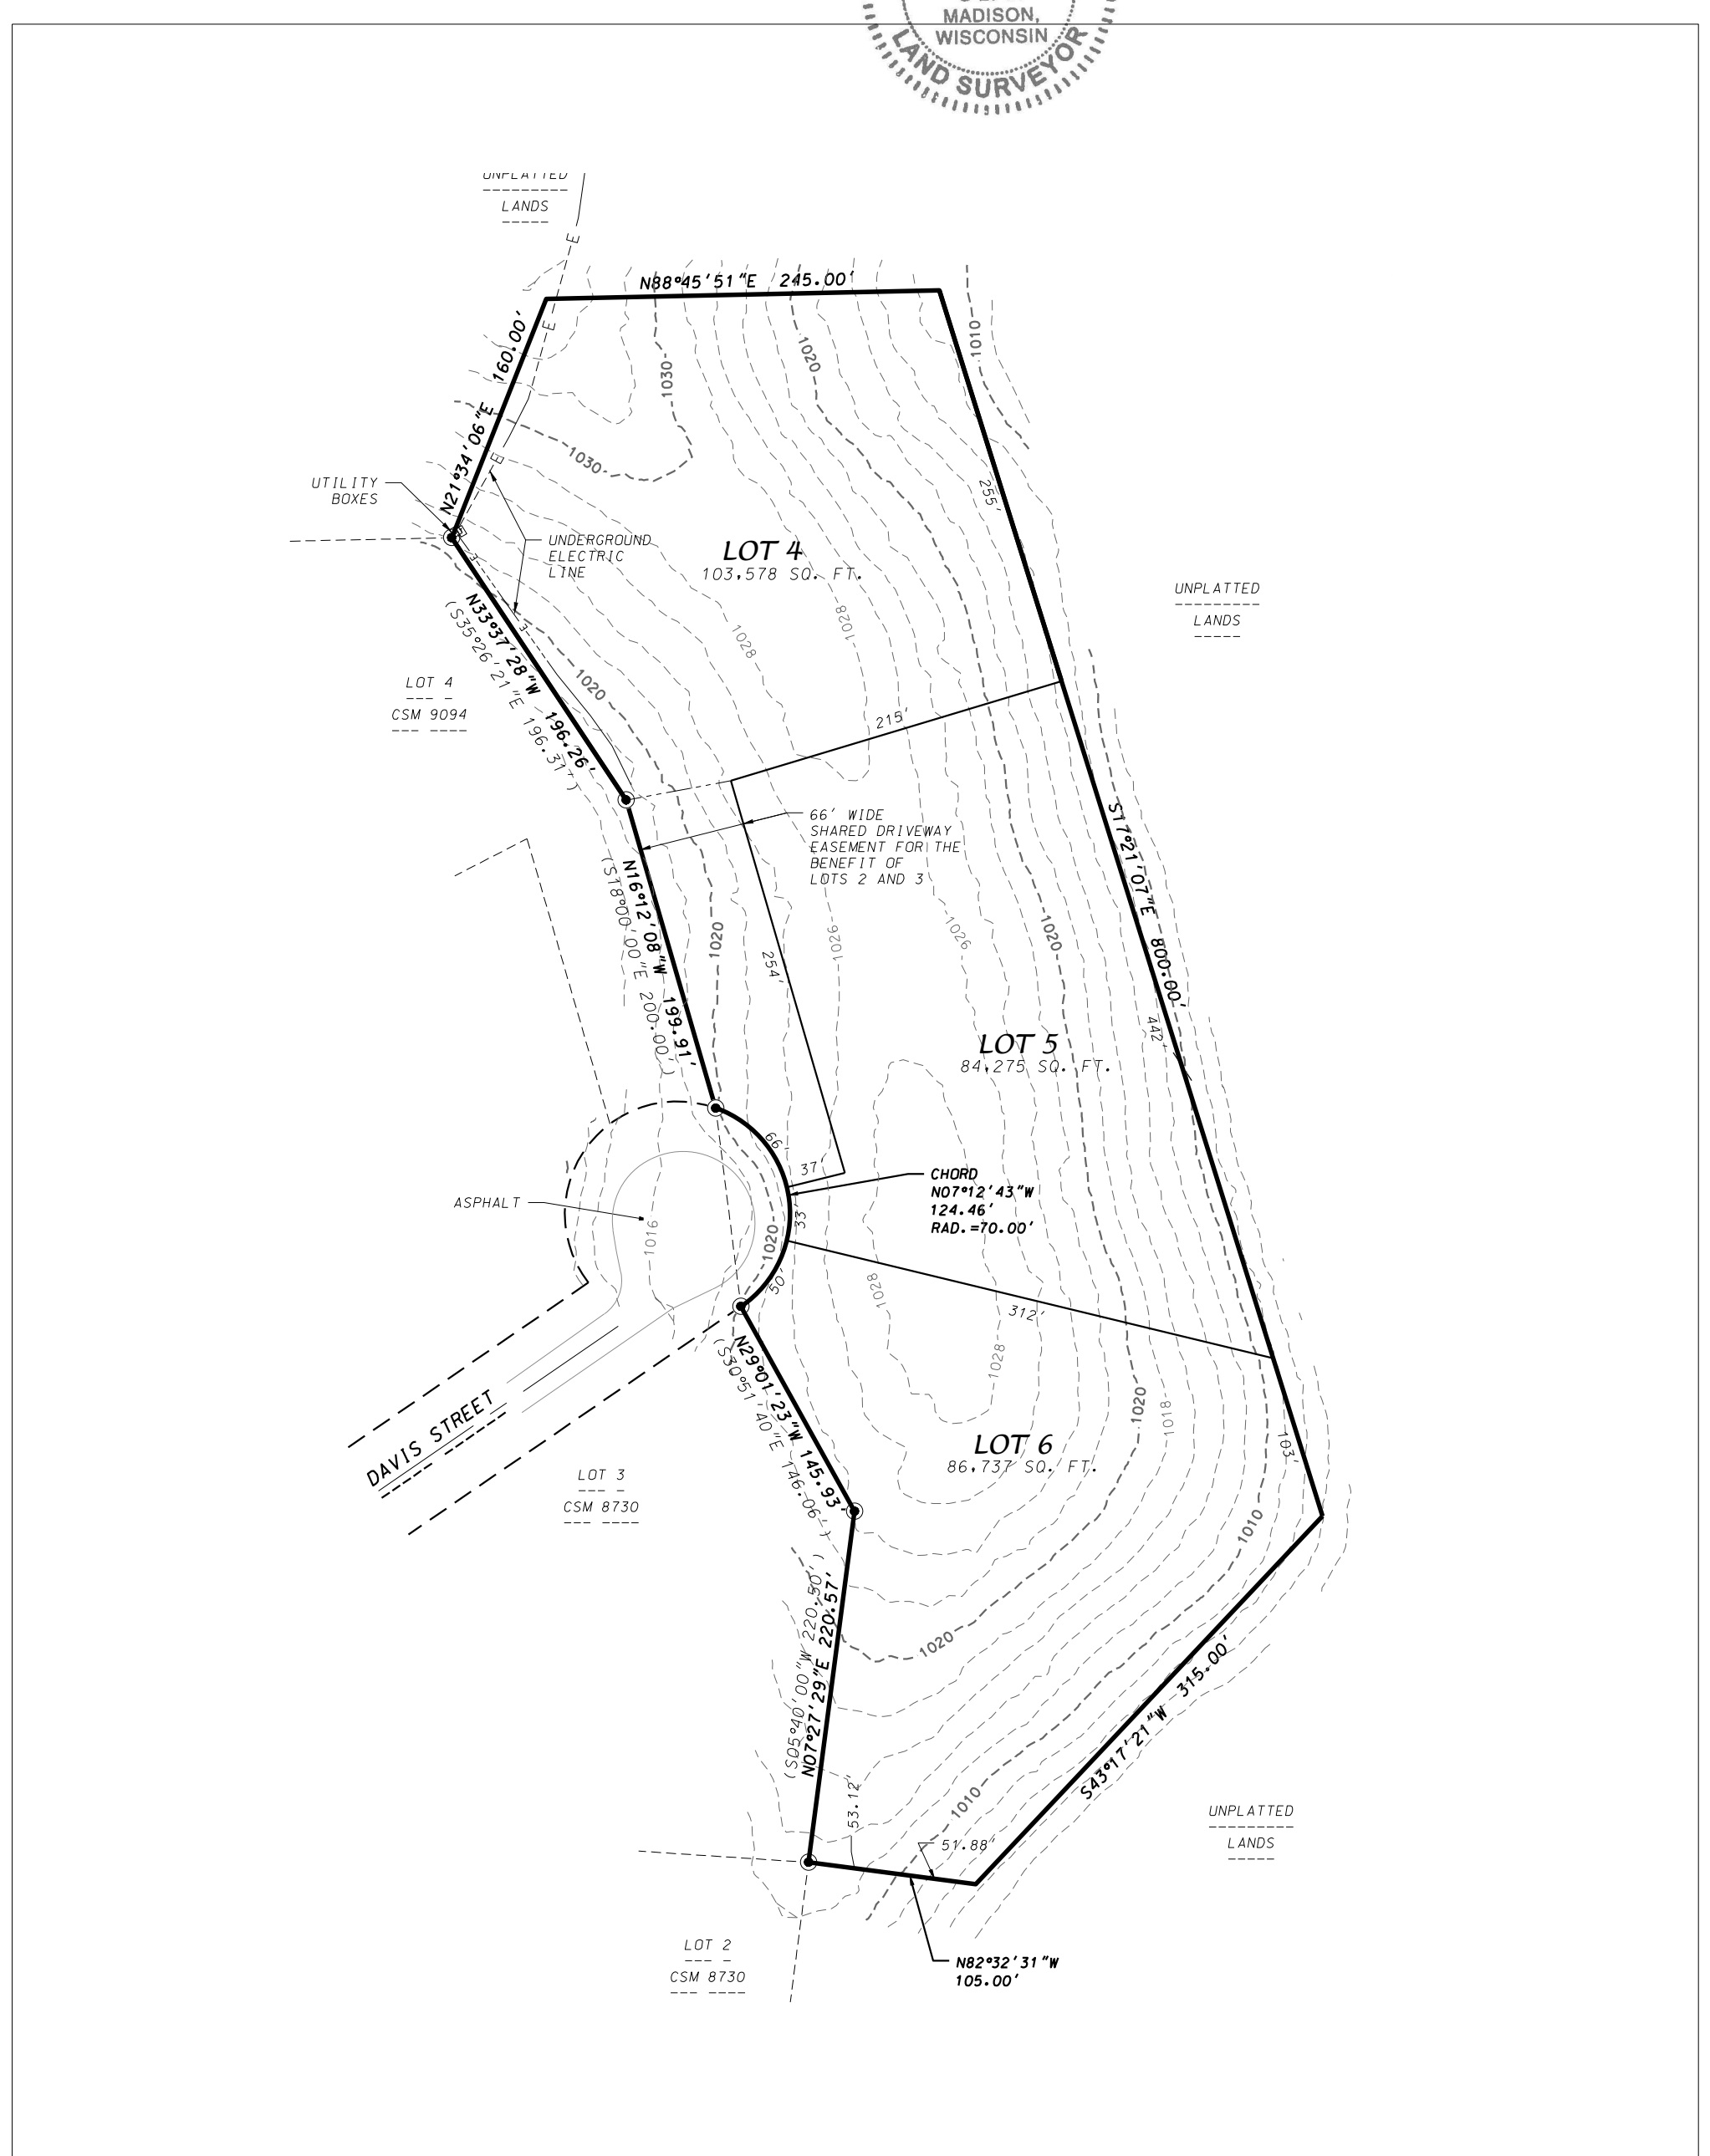 MADISON,
WISCONSIN
LAND SURVEYOR
UNPLATTED
LANDS
E
N88°45'51"E 245.00'
E
1010
1020
1030
160.00'
N21°34'06"E
1030
E
UTILITY
BOXES
255'
UNDERGROUND
ELECTRIC
LINE
LOT 4
103,578 SQ. FT.
E
UNPLATTED
LANDS
N33°37'28"W 196.26'
(S35°26'21"E 196.31')
E
1028
1028
LOT 4
CSM 9094
1020
215'
66' WIDE
SHARED DRIVEWAY
EASEMENT FOR THE
BENEFIT OF
LOTS 2 AND 3
S17°21'07"E 800.00'
N16°12'08"W 199.91'
(S18°00'00"E 200.00')
1020
254'
1026
1026
1020
442'
LOT 5
84,275 SQ. FT.
66'
37'
CHORD
N07°12'43"W
124.46'
RAD.=70.00'
ASPHALT
33'
1016
1020
50'
1028
312'
N29°01'23"W 145.93'
(S30°51'40"E 146.06')
1028
1020
1018
DAVIS STREET
LOT 6
86,737 SQ. FT.
103'
LOT 3
CSM 8730
1010
(S05°40'00"W 220.50')
N07°27'29"E 220.57'
1020
S43°17'21"W 315.00'
53.12'
1010
51.88'
UNPLATTED
LANDS
LOT 2
CSM 8730
N82°32'31"W
105.00'